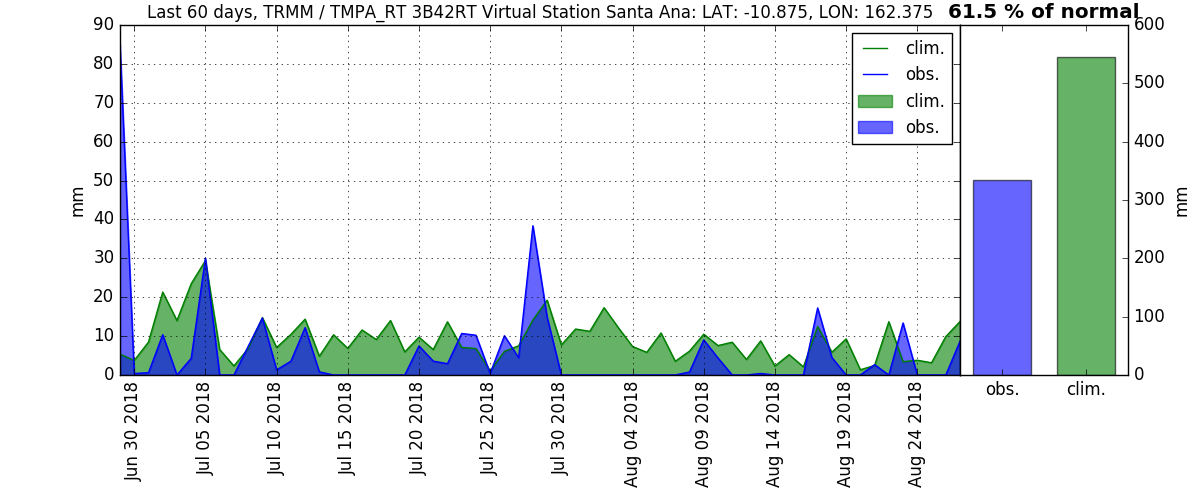 Last 60 days, TRMM / TMPA_RT 3B42RT Virtual Station Santa Ana: LAT: -10.875, LON: 162.375 61.5 % of normal
90
80
70
60
50
40
30
20
10
0
mm
clim.
obs.
clim.
obs.
Jun 30 2018
Jul 05 2018
Jul 10 2018
Jul 15 2018
Jul 20 2018
Jul 25 2018
Jul 30 2018
Aug 04 2018
Aug 09 2018
Aug 14 2018
Aug 19 2018
Aug 24 2018
600
500
400
300
200
100
0
mm
obs. clim.